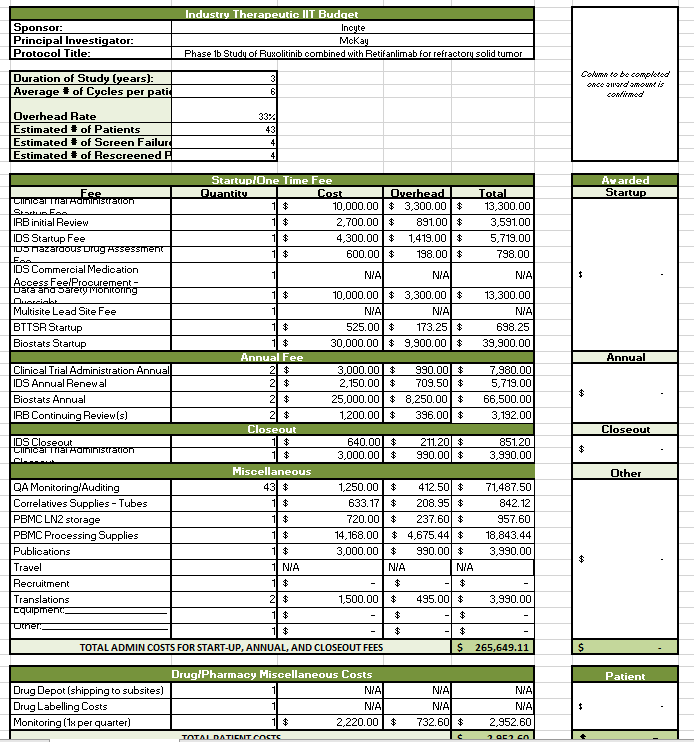 Industry Therapeutic IIT Budget
Sponsor: Incyte
Principal Investigator: McKay
Protocol Title: Phase 1b Study of Ruxolitinib combined with Retifanlimab for refractory solid tumor
Column to be completed
once award amount is
confirmed
Duration of Study (years): 3
Average # of Cycles per patie 6
Overhead Rate 33%
Estimated # of Patients 43
Estimated # of Screen Failure 4
Estimated # of Rescreened P 4
Startup/One Time Fee Awarded
Fee Quantity Cost Overhead Total Startup
Clinical Trial Administration
Startup Fee 1 $ 10,000.00 $ 3,300.00 $ 13,300.00
IRB initial Review 1 $ 2,700.00 $ 891.00 $ 3,591.00
IDS Startup Fee 1 $ 4,300.00 $ 1,419.00 $ 5,719.00
IDS Hazardous Drug Assessment
Fee 1 $ 600.00 $ 198.00 $ 798.00
IDS Commercial Medication
Access Fee/Procurement - 1 N/A N/A N/A $ -
Data and Safety Monitoring
Oversight 1 $ 10,000.00 $ 3,300.00 $ 13,300.00
Multisite Lead Site Fee 1 N/A N/A N/A
BTTSR Startup 1 $ 525.00 $ 173.25 $ 698.25
Biostats Startup 1 $ 30,000.00 $ 9,900.00 $ 39,900.00
Annual Fee Annual
Clinical Trial Administration Annual 2 $ 3,000.00 $ 990.00 $ 7,980.00
IDS Annual Renewal 2 $ 2,150.00 $ 709.50 $ 5,719.00
Biostats Annual 2 $ 25,000.00 $ 8,250.00 $ 66,500.00 $ -
IRB Continuing Review(s) 2 $ 1,200.00 $ 396.00 $ 3,192.00
Closeout Closeout
IDS Closeout 1 $ 640.00 $ 211.20 $ 851.20
Clinical Trial Administration
Closeout 1 $ 3,000.00 $ 990.00 $ 3,990.00 $ -
Miscellaneous Other
QA Monitoring/Auditing 43 $ 1,250.00 $ 412.50 $ 71,487.50
Correlatives Supplies - Tubes 1 $ 633.17 $ 208.95 $ 842.12
PBMC LN2 storage 1 $ 720.00 $ 237.60 $ 957.60
PBMC Processing Supplies 1 $ 14,168.00 $ 4,675.44 $ 18,843.44
Publications 1 $ 3,000.00 $ 990.00 $ 3,990.00 $ -
Travel 1 N/A N/A N/A
Recruitment 1 $ - $ - $ -
Translations 2 $ 1,500.00 $ 495.00 $ 3,990.00
Equipment: 1 $ - $ - $ -
Other: 1 $ - $ - $ -
TOTAL ADMIN COSTS FOR START-UP, ANNUAL, AND CLOSEOUT FEES $ 265,649.11 $ -
Drug/Pharmacy Miscellaneous Costs Patient
Drug Depot (shipping to subsites) 1 N/A N/A N/A
Drug Labelling Costs 1 N/A N/A N/A $ -
Monitoring (1x per quarter) 1 $ 2,220.00 $ 732.60 $ 2,952.60
TOTAL PATIENT COSTS $ 2,952.60 $ -